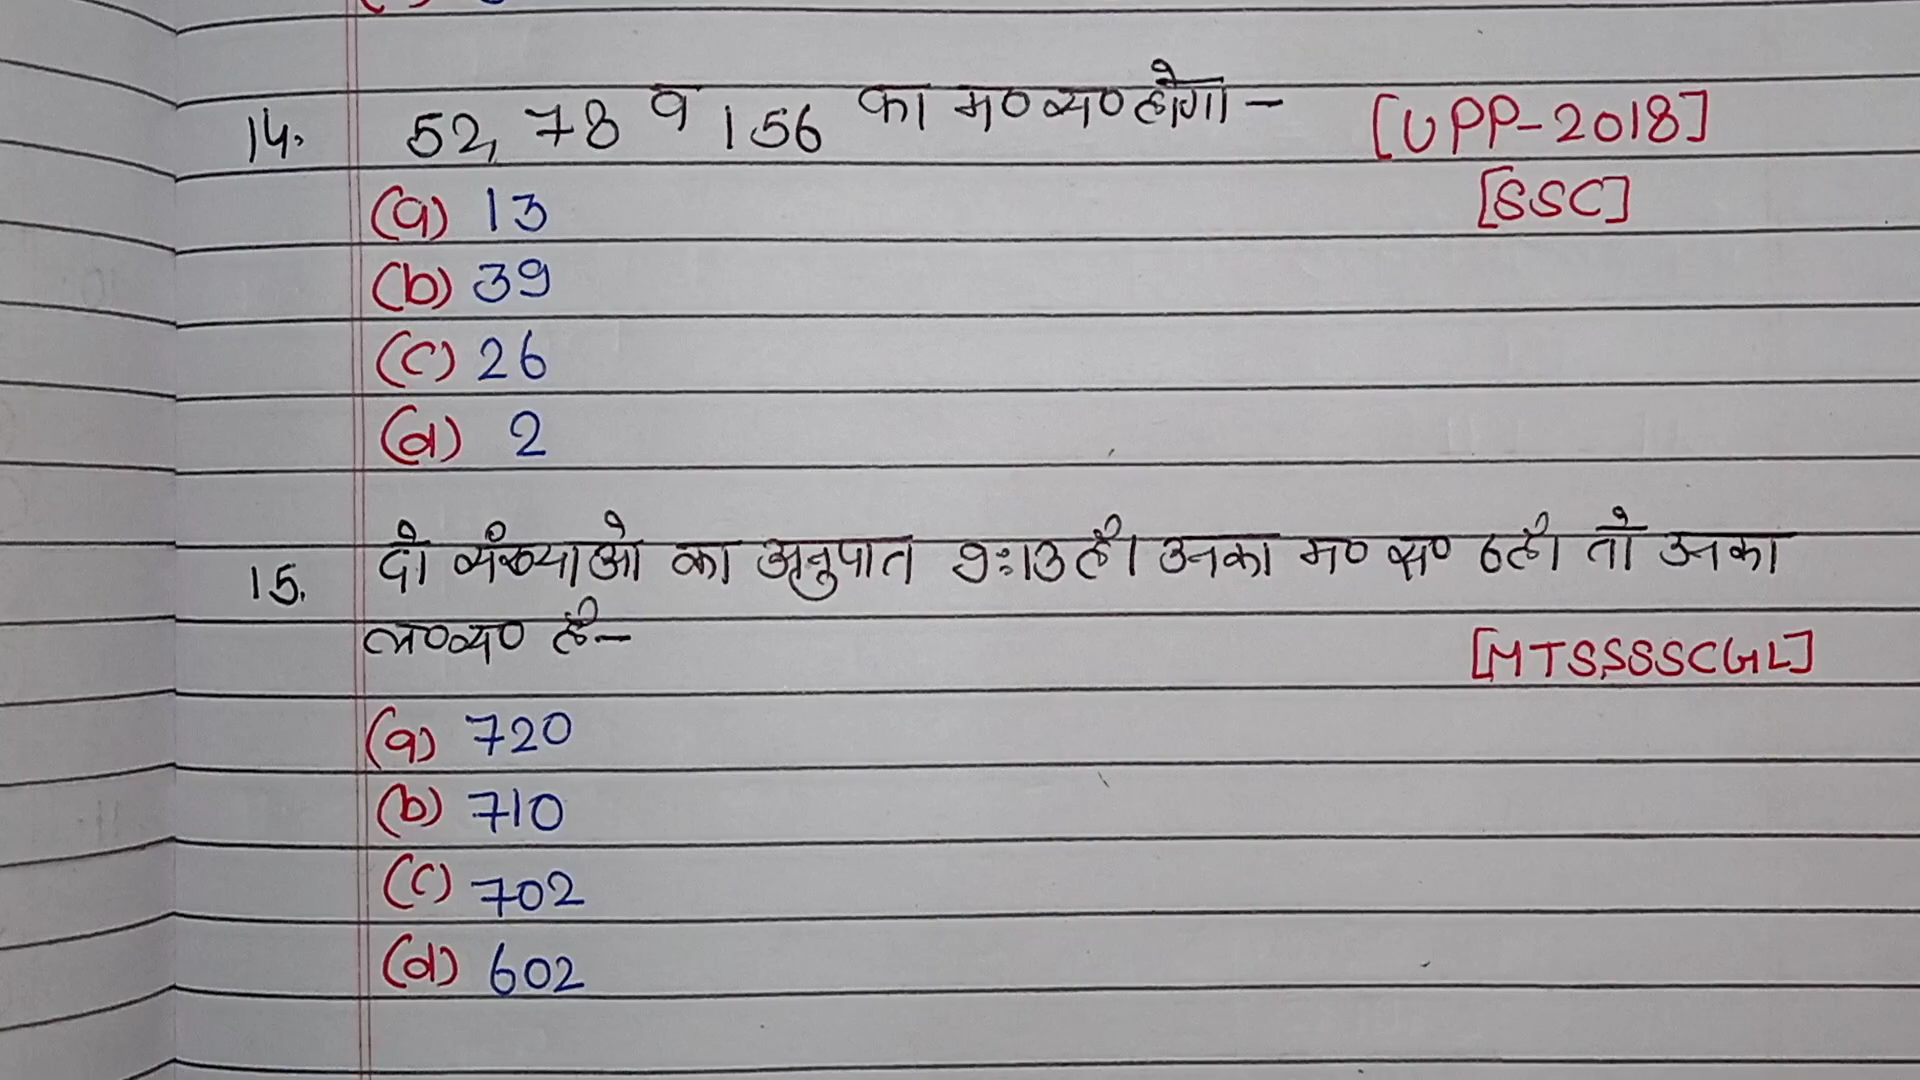 14. 52, 78 व 156 का म० स० होगा - [UPP-2018]
[SSC]
(a) 13
(b) 39
(c) 26
(d) 2
15. दो संख्याओ का अनुपात 9:13 है। उनका म० स० 6 है। तो उनका
ल० स० है-
[MTS,SSSCGL]
(a) 720
(b) 710
(c) 702
(d) 602